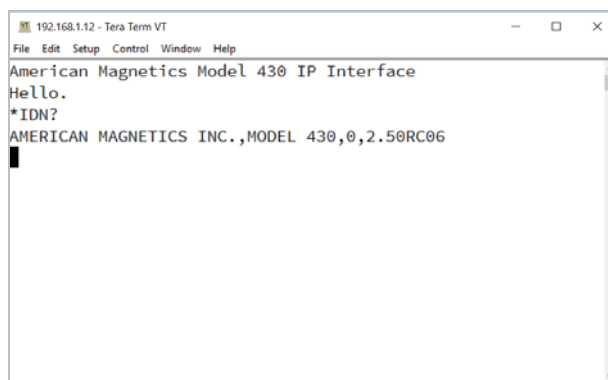 192.168.1.12 - Tera Term VT
File Edit Setup Control Window Help
American Magnetics Model 430 IP Interface
Hello.
*IDN?
AMERICAN MAGNETICS INC.,MODEL 430,0,2.50RC06